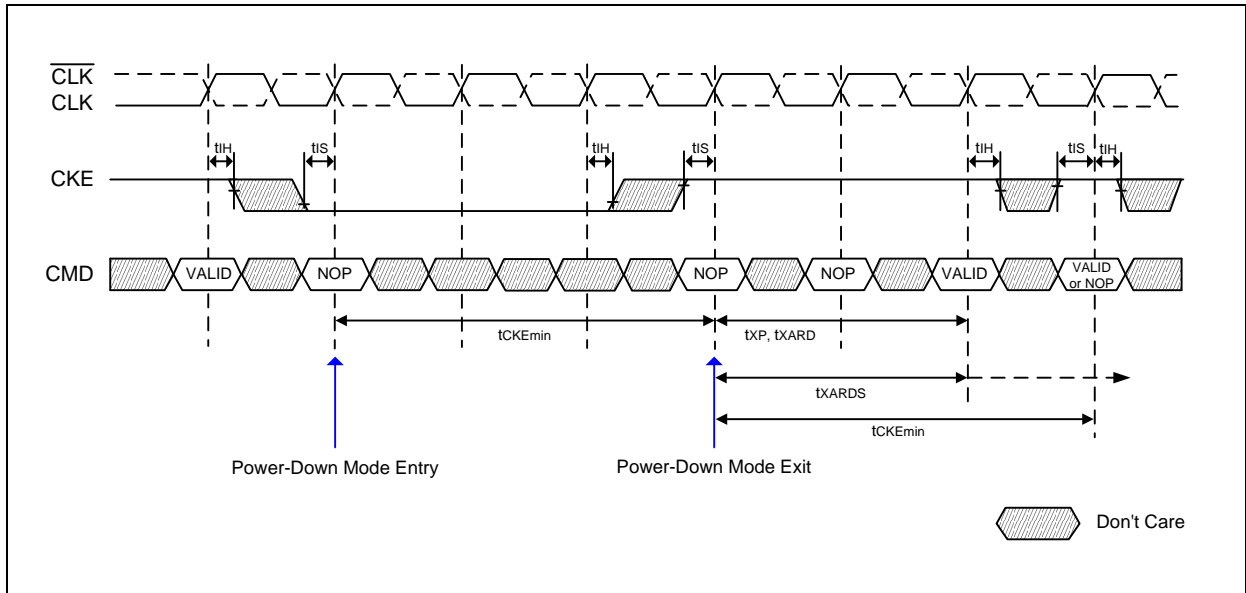 CLK
CLK
tIH
tIS
tIH
tIS
tIH
tIS
tIH
CKE
CMD
VALID
NOP
NOP
NOP
VALID
VALID
or NOP
tCKEmin
tXP, tXARD
tXARDS
tCKEmin
Power-Down Mode Entry
Power-Down Mode Exit
Don't Care